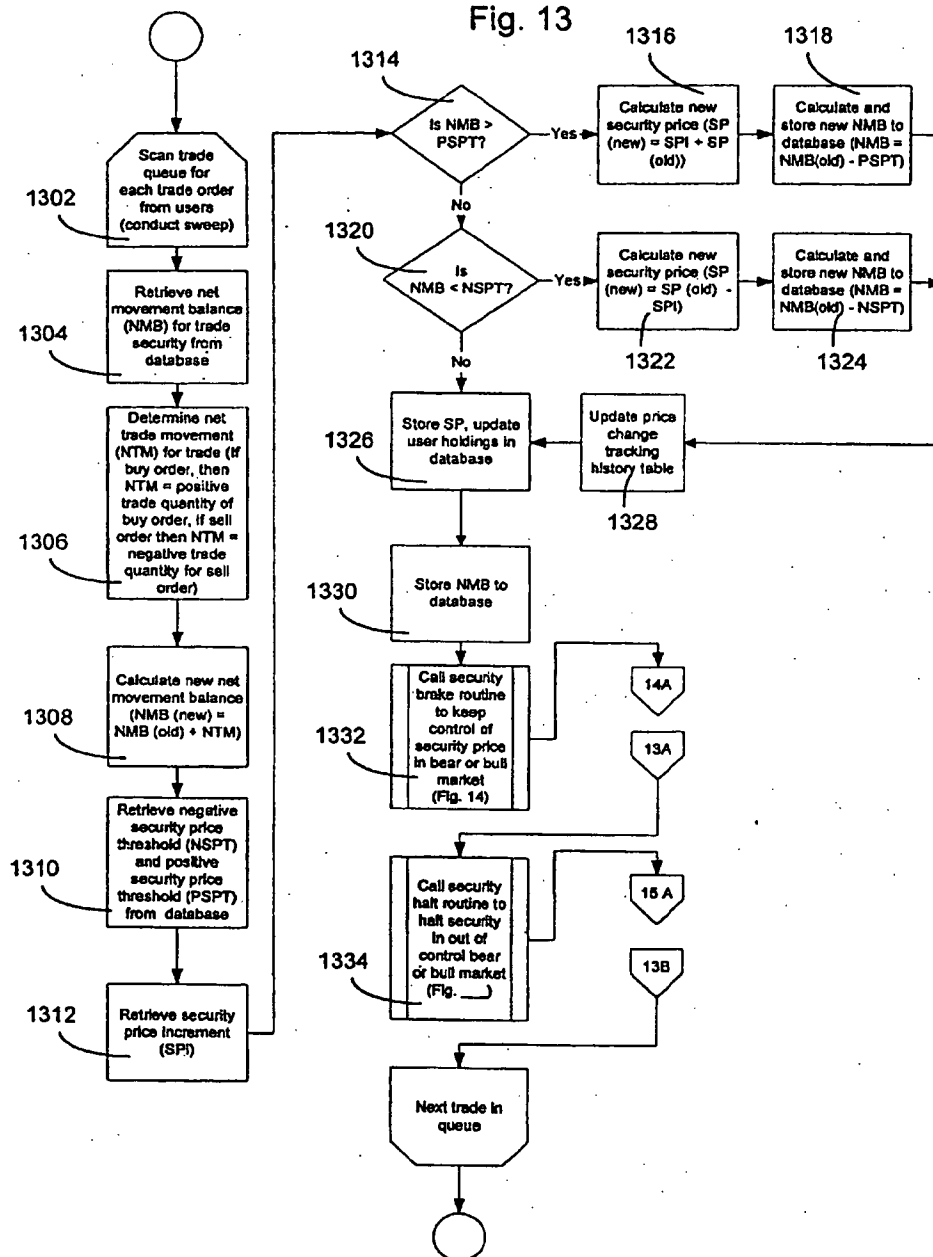 Fig. 13
Scan trade
queue for
each trade order
from users
(conduct sweep)
1302
Retrieve net
movement balance
(NMB) for trade
security from
database
1304
Determine net
trade movement
(NTM) for trade (If
buy order, then
NTM = positive
trade quantity of
buy order, if sell
order then NTM =
negative trade
quantity for sell
order)
1306
Calculate new net
movement balance
(NMB (new) =
NMB (old) + NTM)
1308
Retrieve negative
security price
threshold (NSPT)
and positive
security price
threshold (PSPT)
from database
1310
Retrieve security
price increment
(SPI)
1312
1314
Is NMB >
PSPT?
Yes
No
1316
Calculate new
security price (SP
(new) = SPI + SP
(old))
1318
Calculate and
store new NMB to
database (NMB =
NMB(old) - PSPT)
1320
Is
NMB < NSPT?
Yes
No
Calculate new
security price (SP
(new) = SP (old) -
SPI)
1322
Calculate and
store new NMB to
database (NMB =
NMB(old) - NSPT)
1324
Store SP, update
user holdings in
database
1326
Update price
change
tracking
history table
1328
Store NMB to
database
1330
Call security
brake routine
to keep
control of
security price
in bear or bull
market
(Fig. 14)
1332
14A
13A
Call security
halt routine to
halt security
in out of
control bear
or bull market
(Fig. __)
1334
15 A
13B
Next trade in
queue